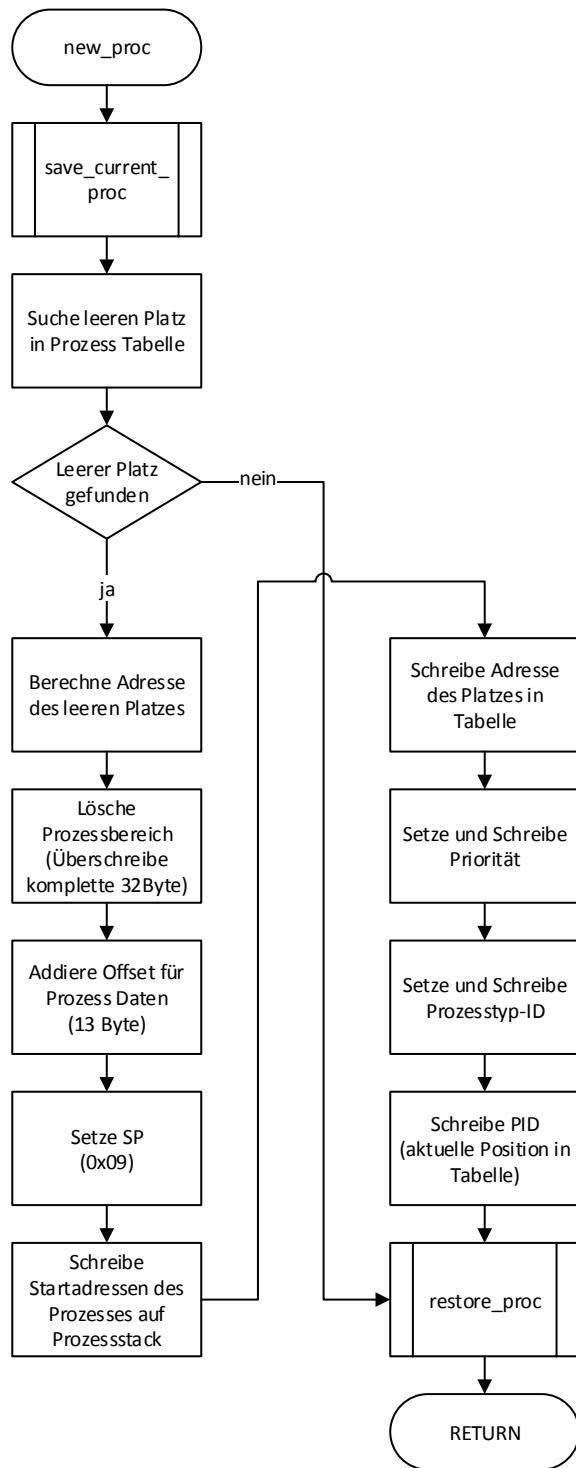 new_proc
save_current_
proc
Suche leeren Platz
in Prozess Tabelle
Leerer Platz
gefunden
nein
ja
Berechne Adresse
des leeren Platzes
Lösche
Prozessbereich
(Überschreibe
komplette 32Byte)
Addiere Offset für
Prozess Daten
(13 Byte)
Setze SP
(0x09)
Schreibe
Startadressen des
Prozesses auf
Prozessstack
Schreibe Adresse
des Platzes in
Tabelle
Setze und Schreibe
Priorität
Setze und Schreibe
Prozesstyp-ID
Schreibe PID
(aktuelle Position in
Tabelle)
restore_proc
RETURN